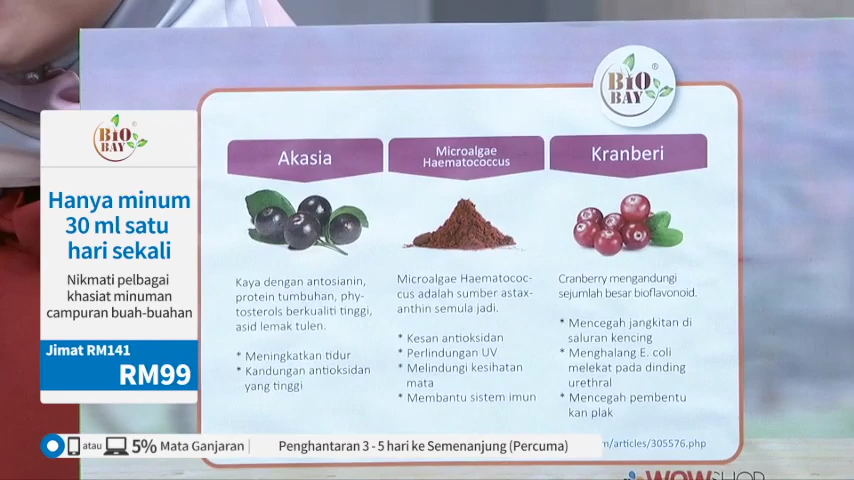 BIO
BAY
Hanya minum
30 ml satu
hari sekali
Nikmati pelbagai
khasiat minuman
campuran buah-buahan
Jimat RM141
RM99
BIO
BAY
®
Akasia
Kaya dengan antosianin,
protein tumbuhan, phy-
tosterols berkualiti tinggi,
asid lemak tulen.
* Meningkatkan tidur
* Kandungan antioksidan
yang tinggi
Microalgae
Haematococcus
Microalgae Haematococ-
cus adalah sumber astax-
anthin semula jadi.
* Kesan antioksidan
* Perlindungan UV
* Melindungi kesihatan
mata
* Membantu sistem imun
Kranberi
Cranberry mengandungi
sejumlah besar bioflavonoid.
* Mencegah jangkitan di
saluran kencing
* Menghalang E. coli
melekat pada dinding
urethral
* Mencegah pembentu
kan plak
m/articles/305576.php
atau 5% Mata Ganjaran
Penghantaran 3 - 5 hari ke Semenanjung (Percuma)
WOWSHOP